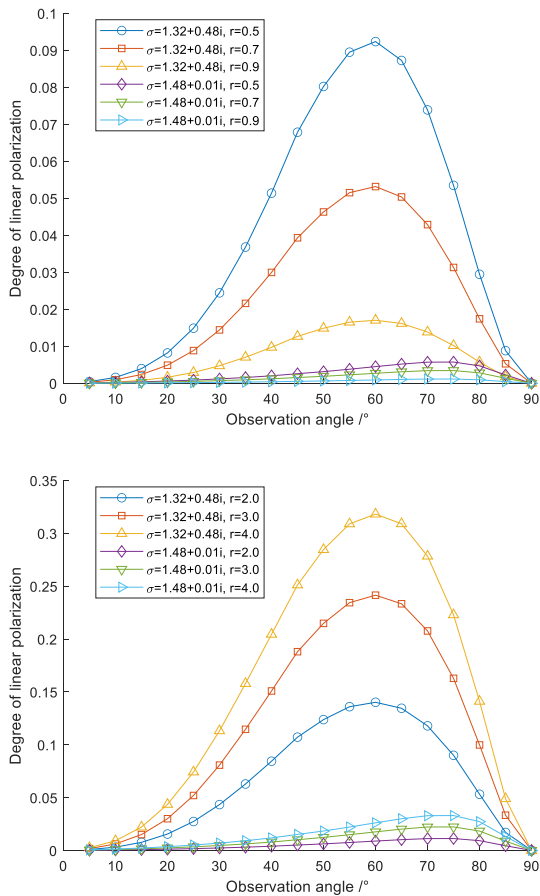 0.1
0.09
0.08
0.07
0.06
0.05
0.04
0.03
0.02
0.01
0
Degree of linear polarization
σ=1.32+0.48i, r=0.5
σ=1.32+0.48i, r=0.7
σ=1.32+0.48i, r=0.9
σ=1.48+0.01i, r=0.5
σ=1.48+0.01i, r=0.7
σ=1.48+0.01i, r=0.9
0 10 20 30 40 50 60 70 80 90
Observation angle /°
0.35
0.3
0.25
0.2
0.15
0.1
0.05
0
Degree of linear polarization
σ=1.32+0.48i, r=2.0
σ=1.32+0.48i, r=3.0
σ=1.32+0.48i, r=4.0
σ=1.48+0.01i, r=2.0
σ=1.48+0.01i, r=3.0
σ=1.48+0.01i, r=4.0
0 10 20 30 40 50 60 70 80 90
Observation angle /°